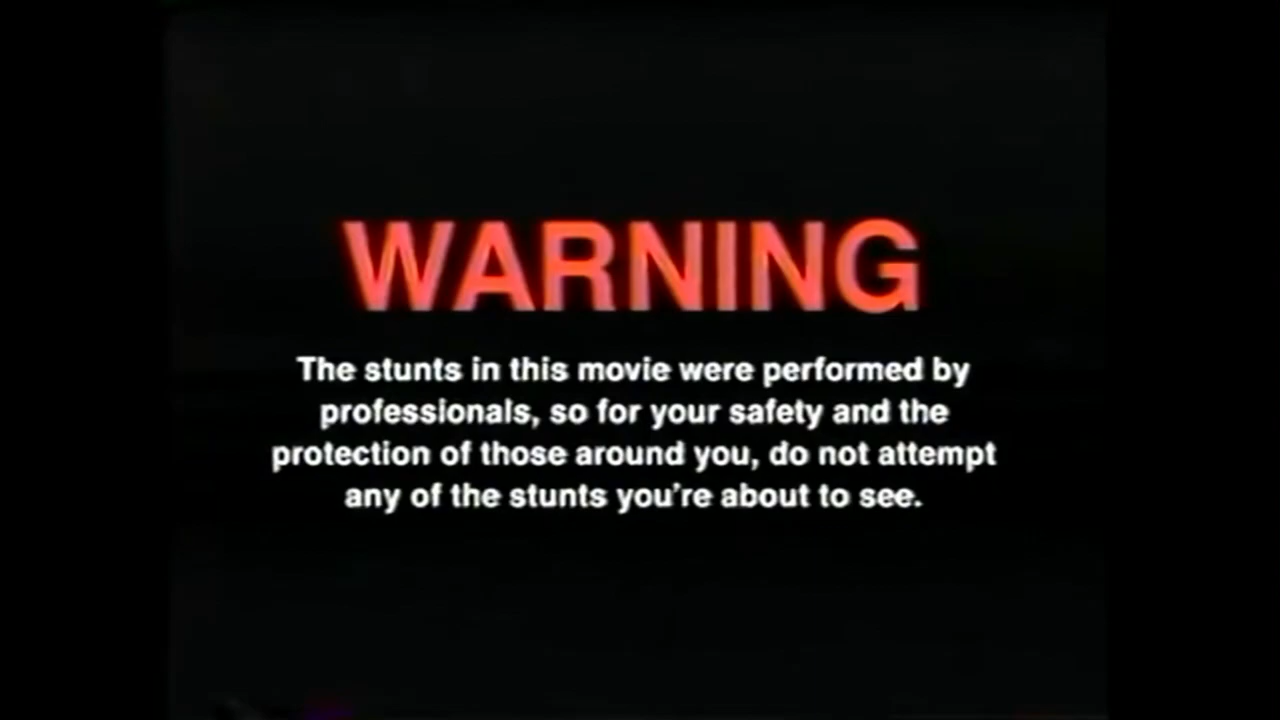 WARNING
The stunts in this movie were performed by
professionals, so for your safety and the
protection of those around you, do not attempt
any of the stunts you're about to see.